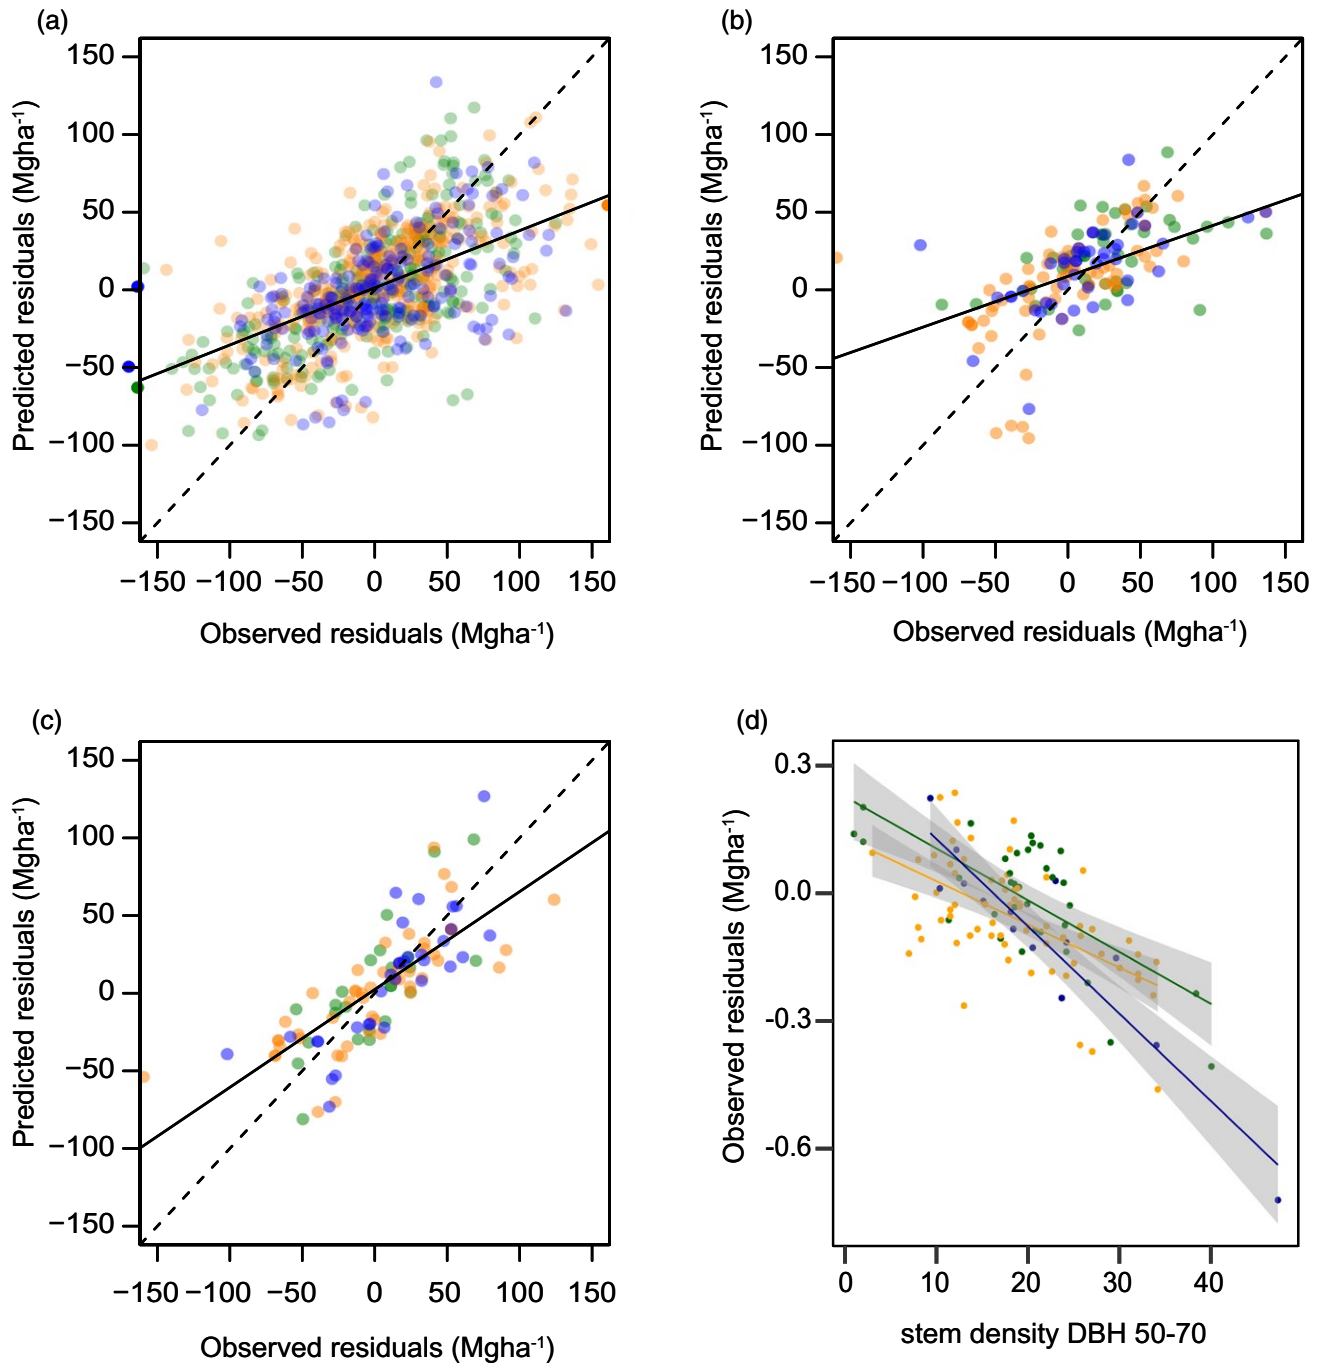 (a)
150
100
50
0
−50
−100
−150
Predicted residuals (Mgha-1)
−150 −100 −50 0 50 100 150
Observed residuals (Mgha-1)
(b)
150
100
50
0
−50
−100
−150
Predicted residuals (Mgha-1)
−150 −100 −50 0 50 100 150
Observed residuals (Mgha-1)
(c)
150
100
50
0
−50
−100
−150
Predicted residuals (Mgha-1)
−150 −100 −50 0 50 100 150
Observed residuals (Mgha-1)
(d)
0.3
0.0
-0.3
-0.6
Observed residuals (Mgha-1)
0 10 20 30 40
stem density DBH 50-70